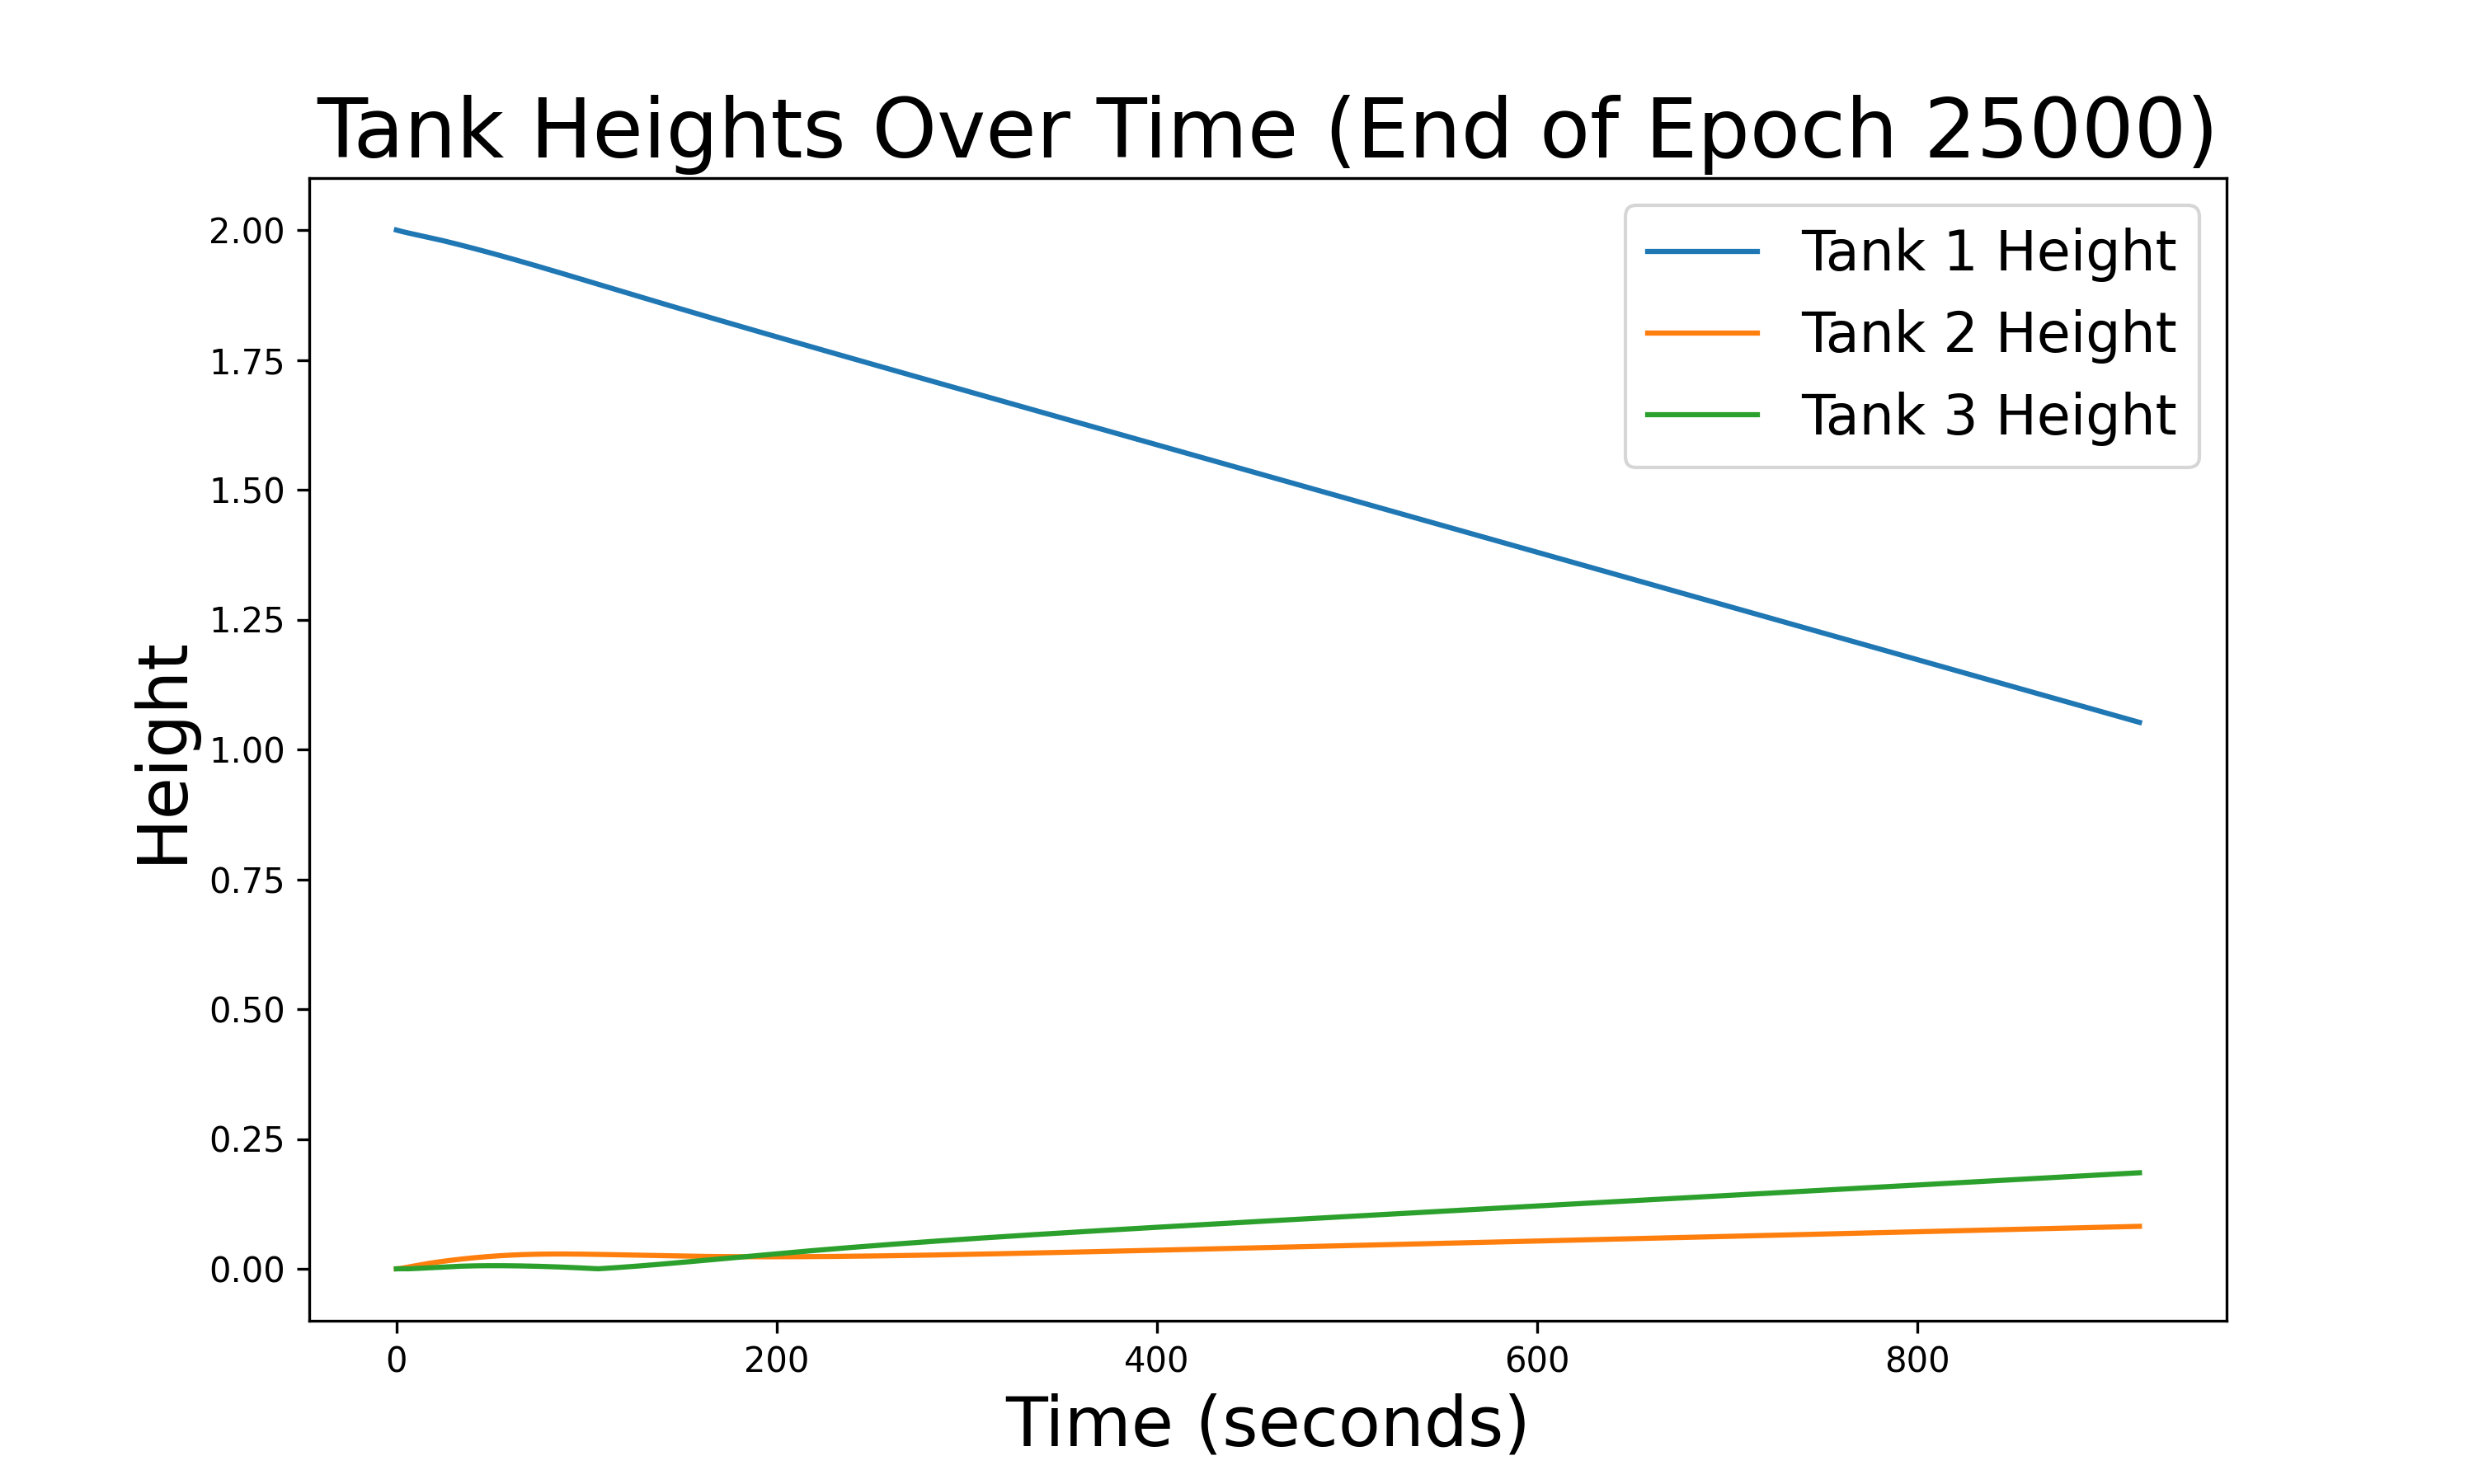 Tank Heights Over Time (End of Epoch 25000)
Tank 1 Height
Tank 2 Height
Tank 3 Height
Height
2.00
1.75
1.50
1.25
1.00
0.75
0.50
0.25
0.00
0 200 400 600 800
Time (seconds)